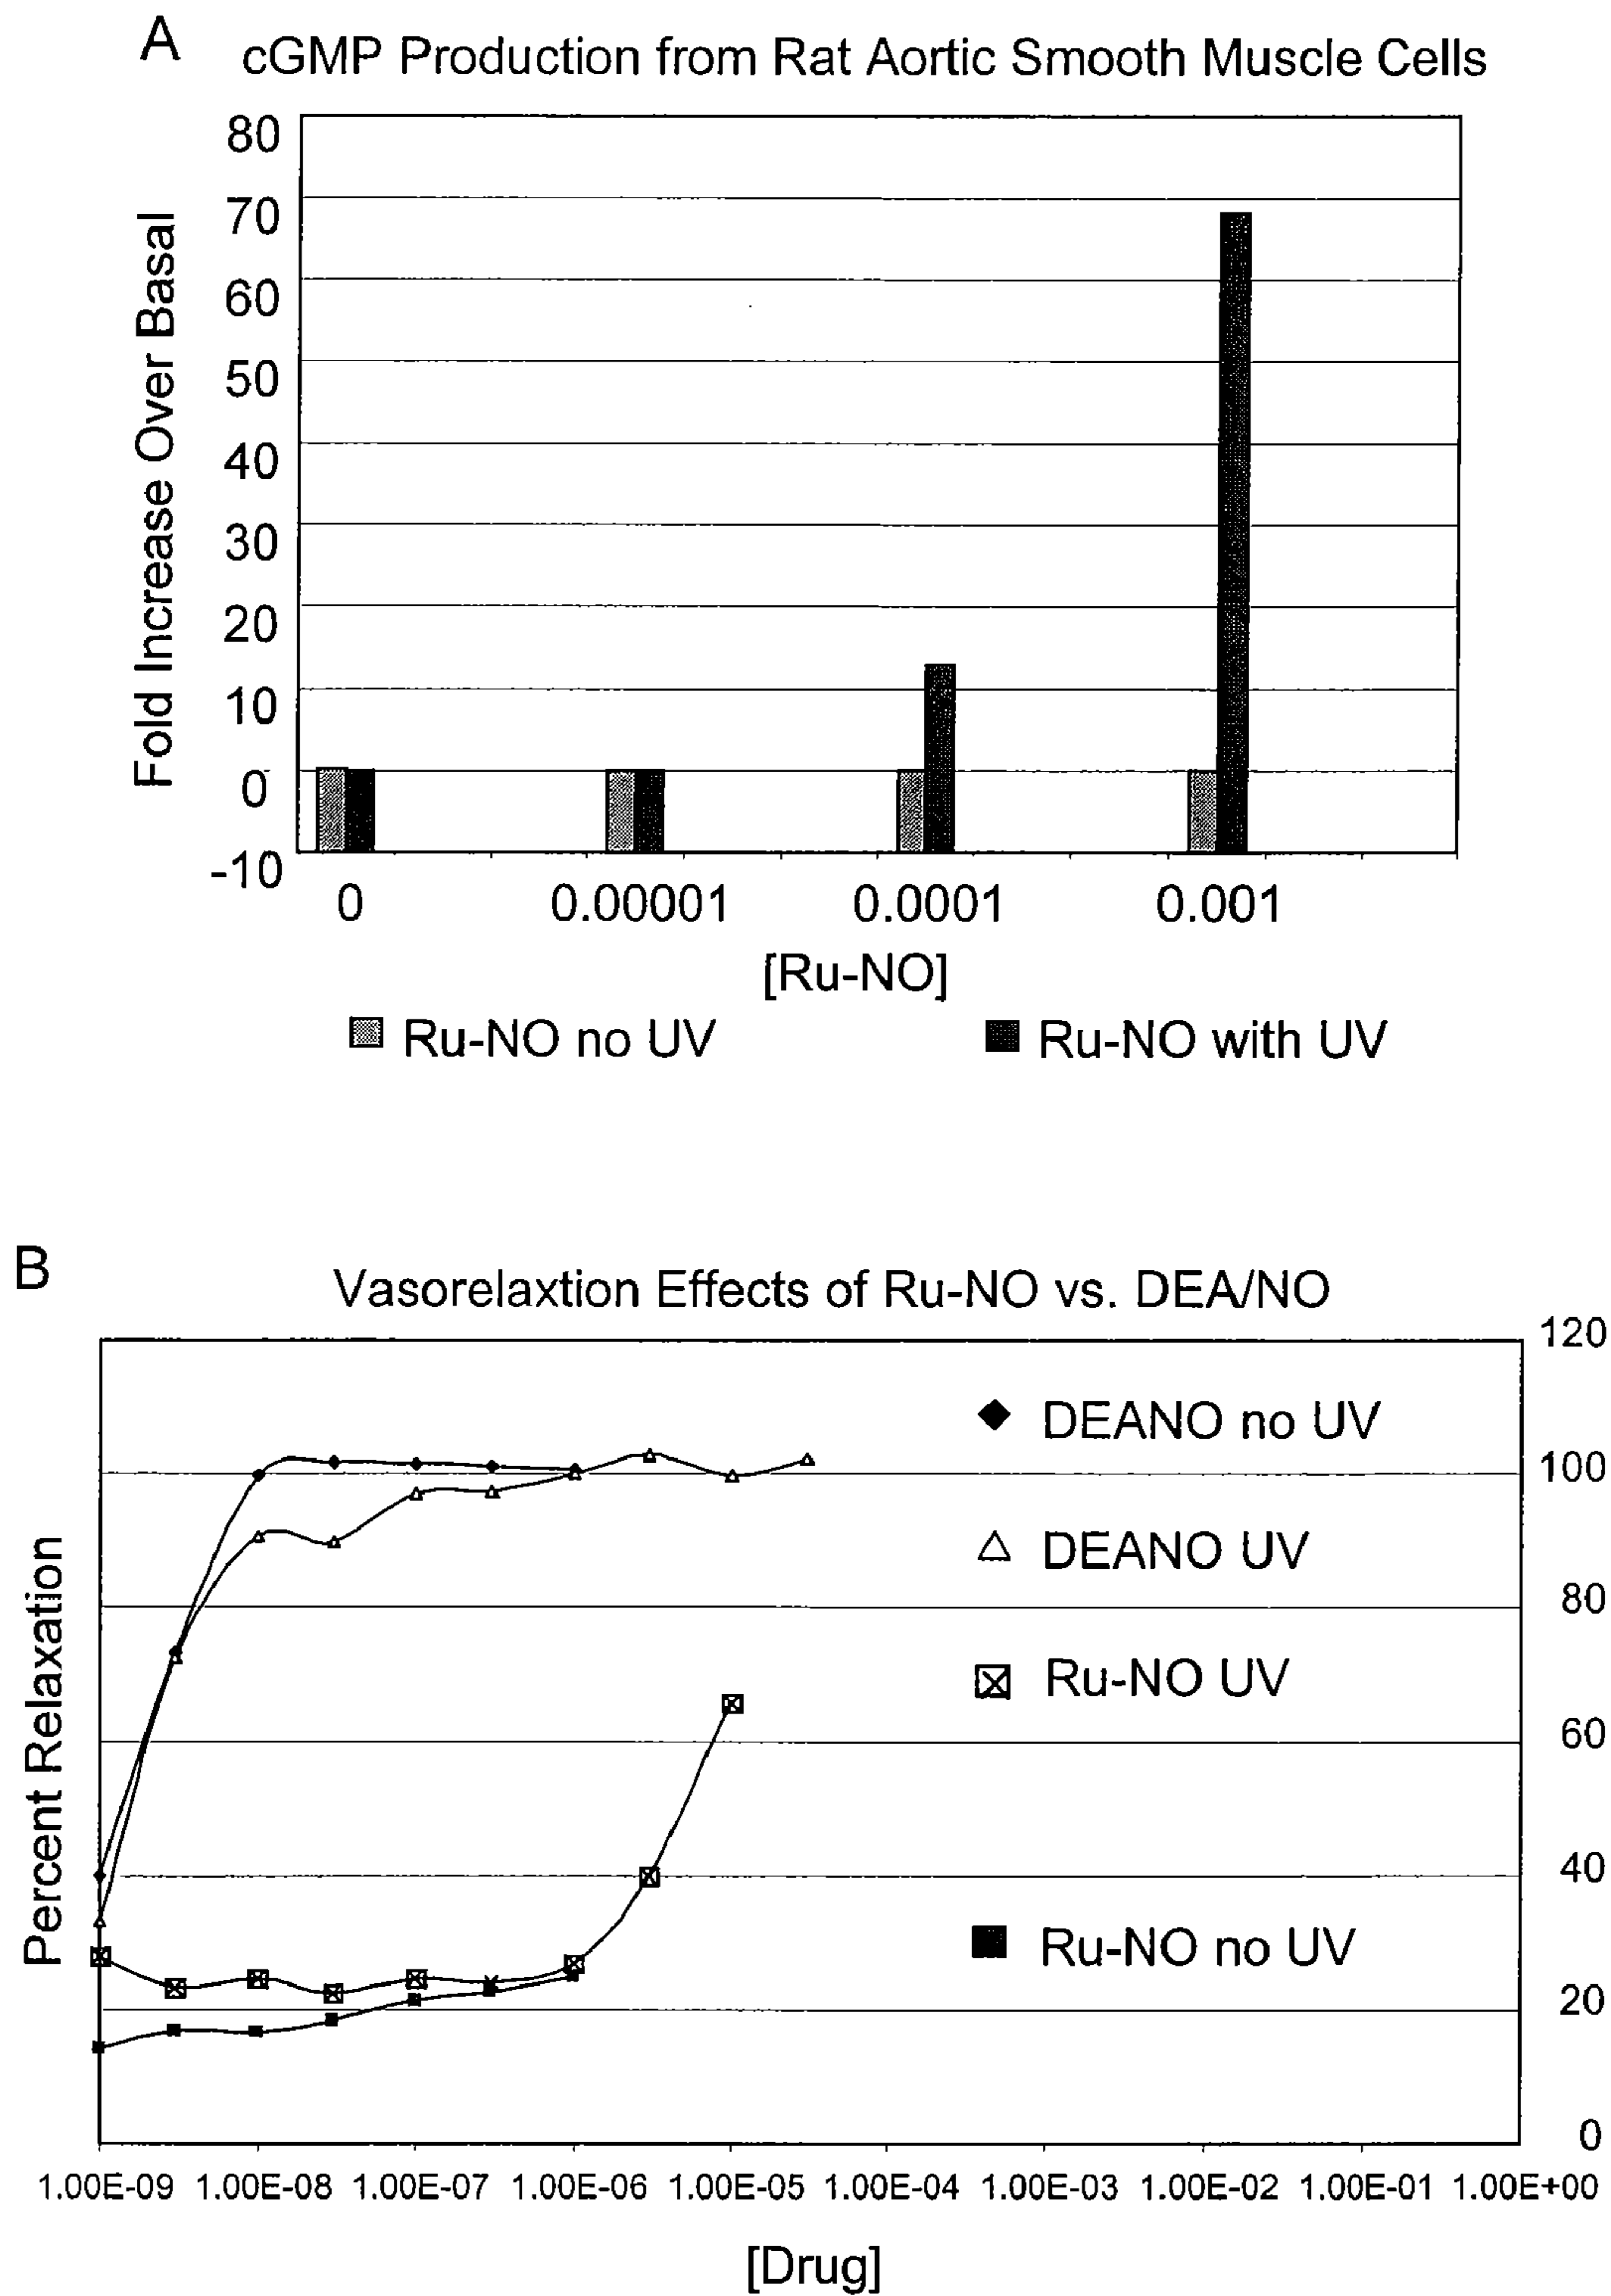 A
cGMP Production from Rat Aortic Smooth Muscle Cells
Fold Increase Over Basal
80
70
60
50
40
30
20
10
0
-10
0 0.00001 0.0001 0.001
[Ru-NO]
Ru-NO no UV Ru-NO with UV
B
Vasorelaxtion Effects of Ru-NO vs. DEA/NO
Percent Relaxation
120
100
80
60
40
20
0
DEANO no UV
DEANO UV
Ru-NO UV
Ru-NO no UV
1.00E-09 1.00E-08 1.00E-07 1.00E-06 1.00E-05 1.00E-04 1.00E-03 1.00E-02 1.00E-01 1.00E+00
[Drug]